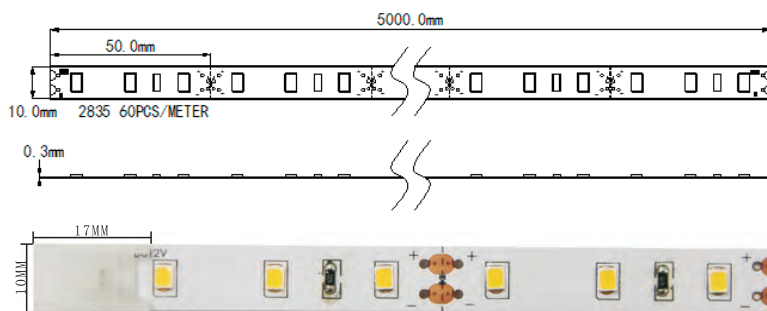 5000.0mm
50.0mm
10.0mm 2835 60PCS/METER
0.3mm
17MM
DC12V
10MM
+ +
+
- -
-